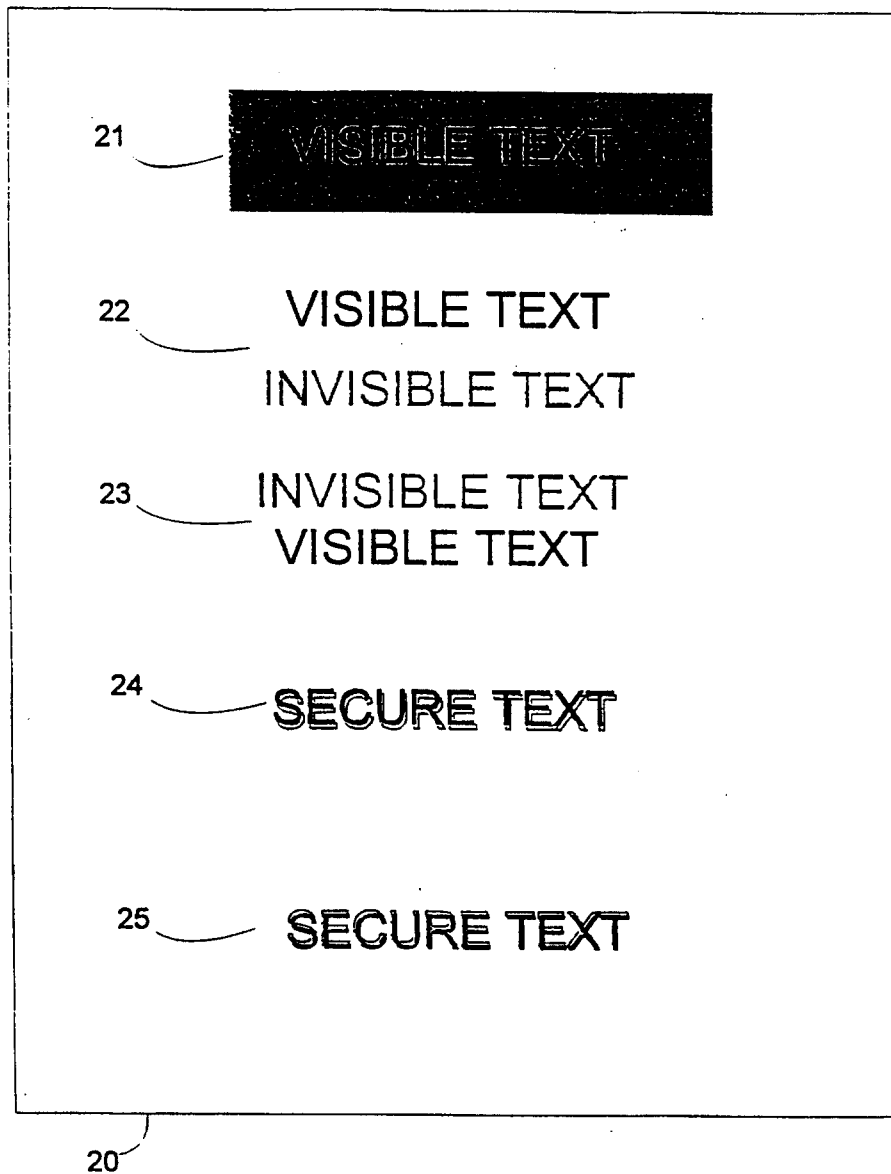 21 VISIBLE TEXT
22 VISIBLE TEXT
INVISIBLE TEXT
23 INVISIBLE TEXT
VISIBLE TEXT
24 SECURE TEXT
25 SECURE TEXT
20